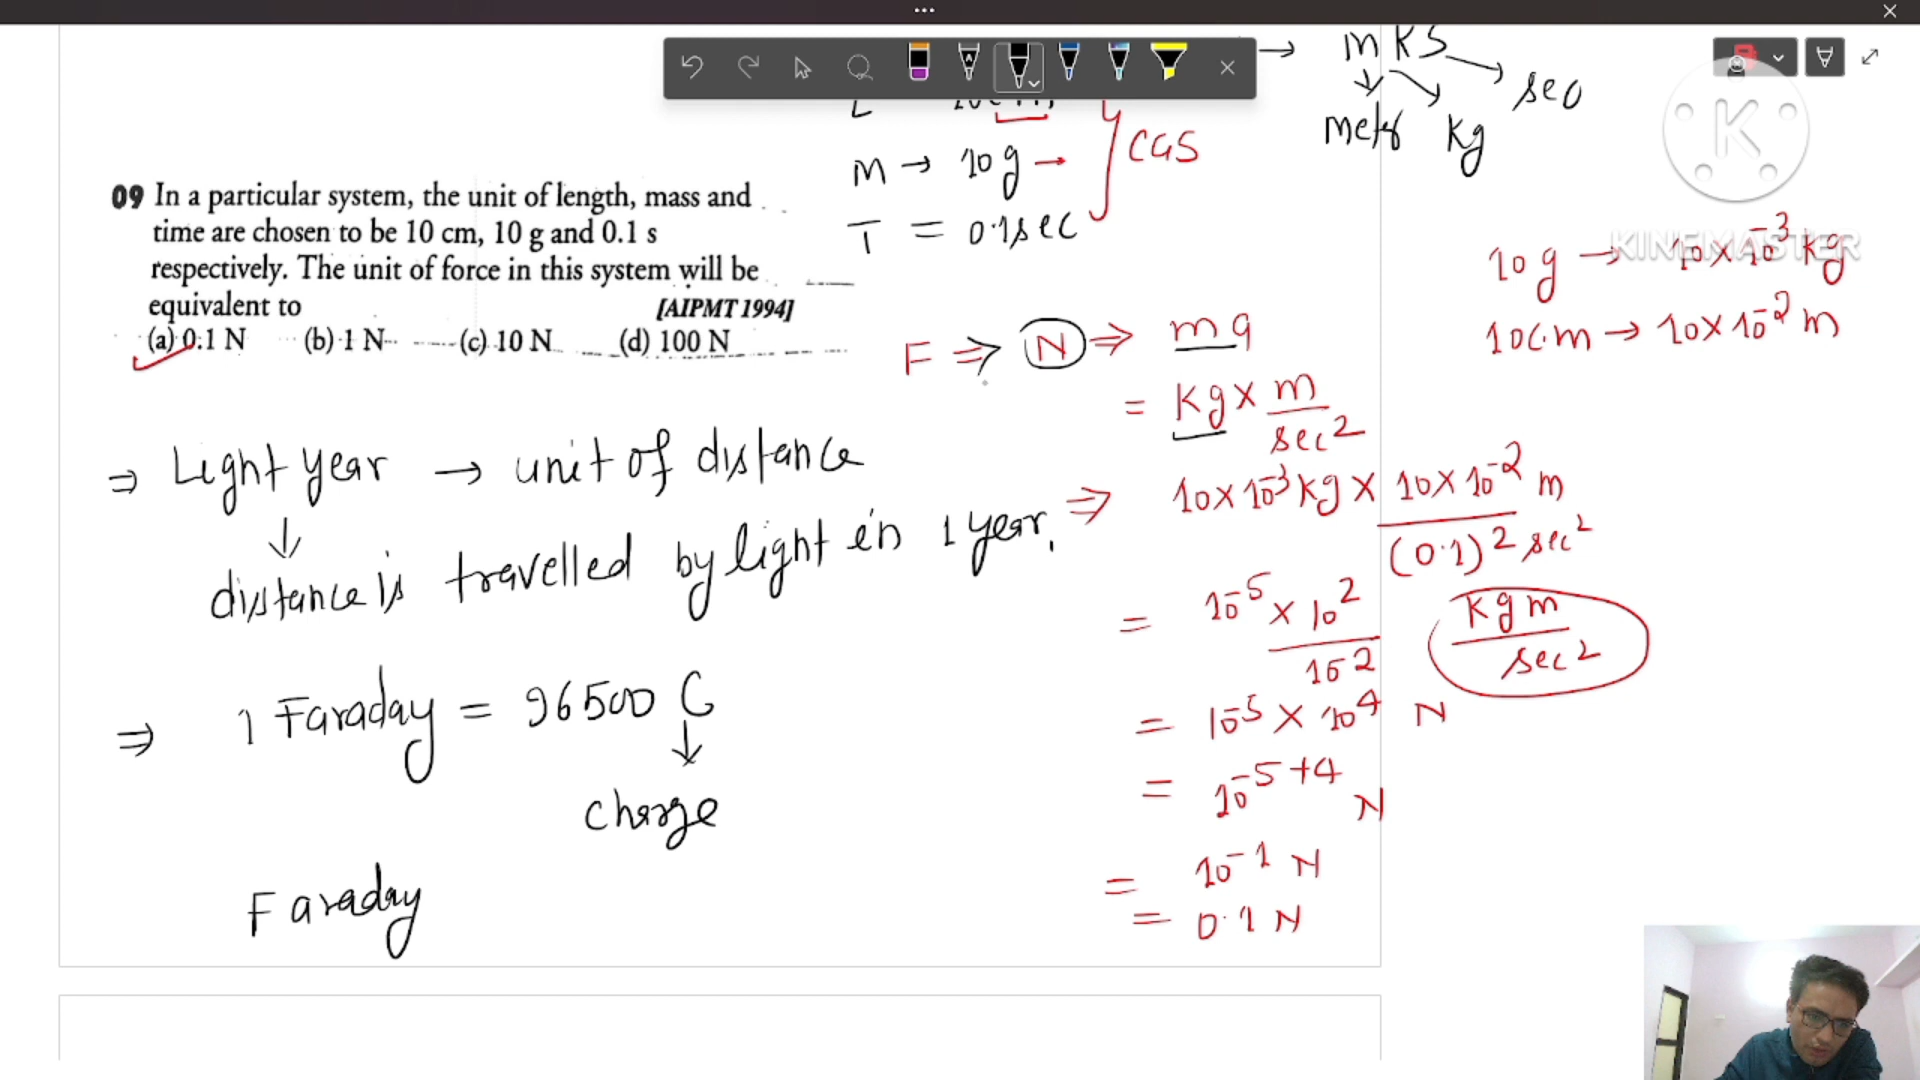 m K S
sec
meter kg
M → 10 g → CGS
T = 0.1 sec
09 In a particular system, the unit of length, mass and
time are chosen to be 10 cm, 10 g and 0.1 s
respectively. The unit of force in this system will be
equivalent to [AIPMT 1994]
(a) 0.1 N (b) 1 N (c) 10 N (d) 100 N
K
KINEMASTER
10 g → 10 × 10⁻³ kg
10 cm → 10 × 10⁻² m
F ⇒ N ⇒ ma
= kg × m/sec²
⇒ 10 × 10⁻³ kg × 10 × 10⁻² m / (0.1)² sec²
= 10⁻⁵ × 10² / 10⁻² kg m / sec²
= 10⁻⁵ × 10⁴ N
= 10⁻⁵⁺⁴ N
= 10⁻¹ N
= 0.1 N
⇒ Light year → unit of distance
↓
distance is travelled by light in 1 year.
⇒ 1 Faraday = 96500 C
↓
charge
Faraday